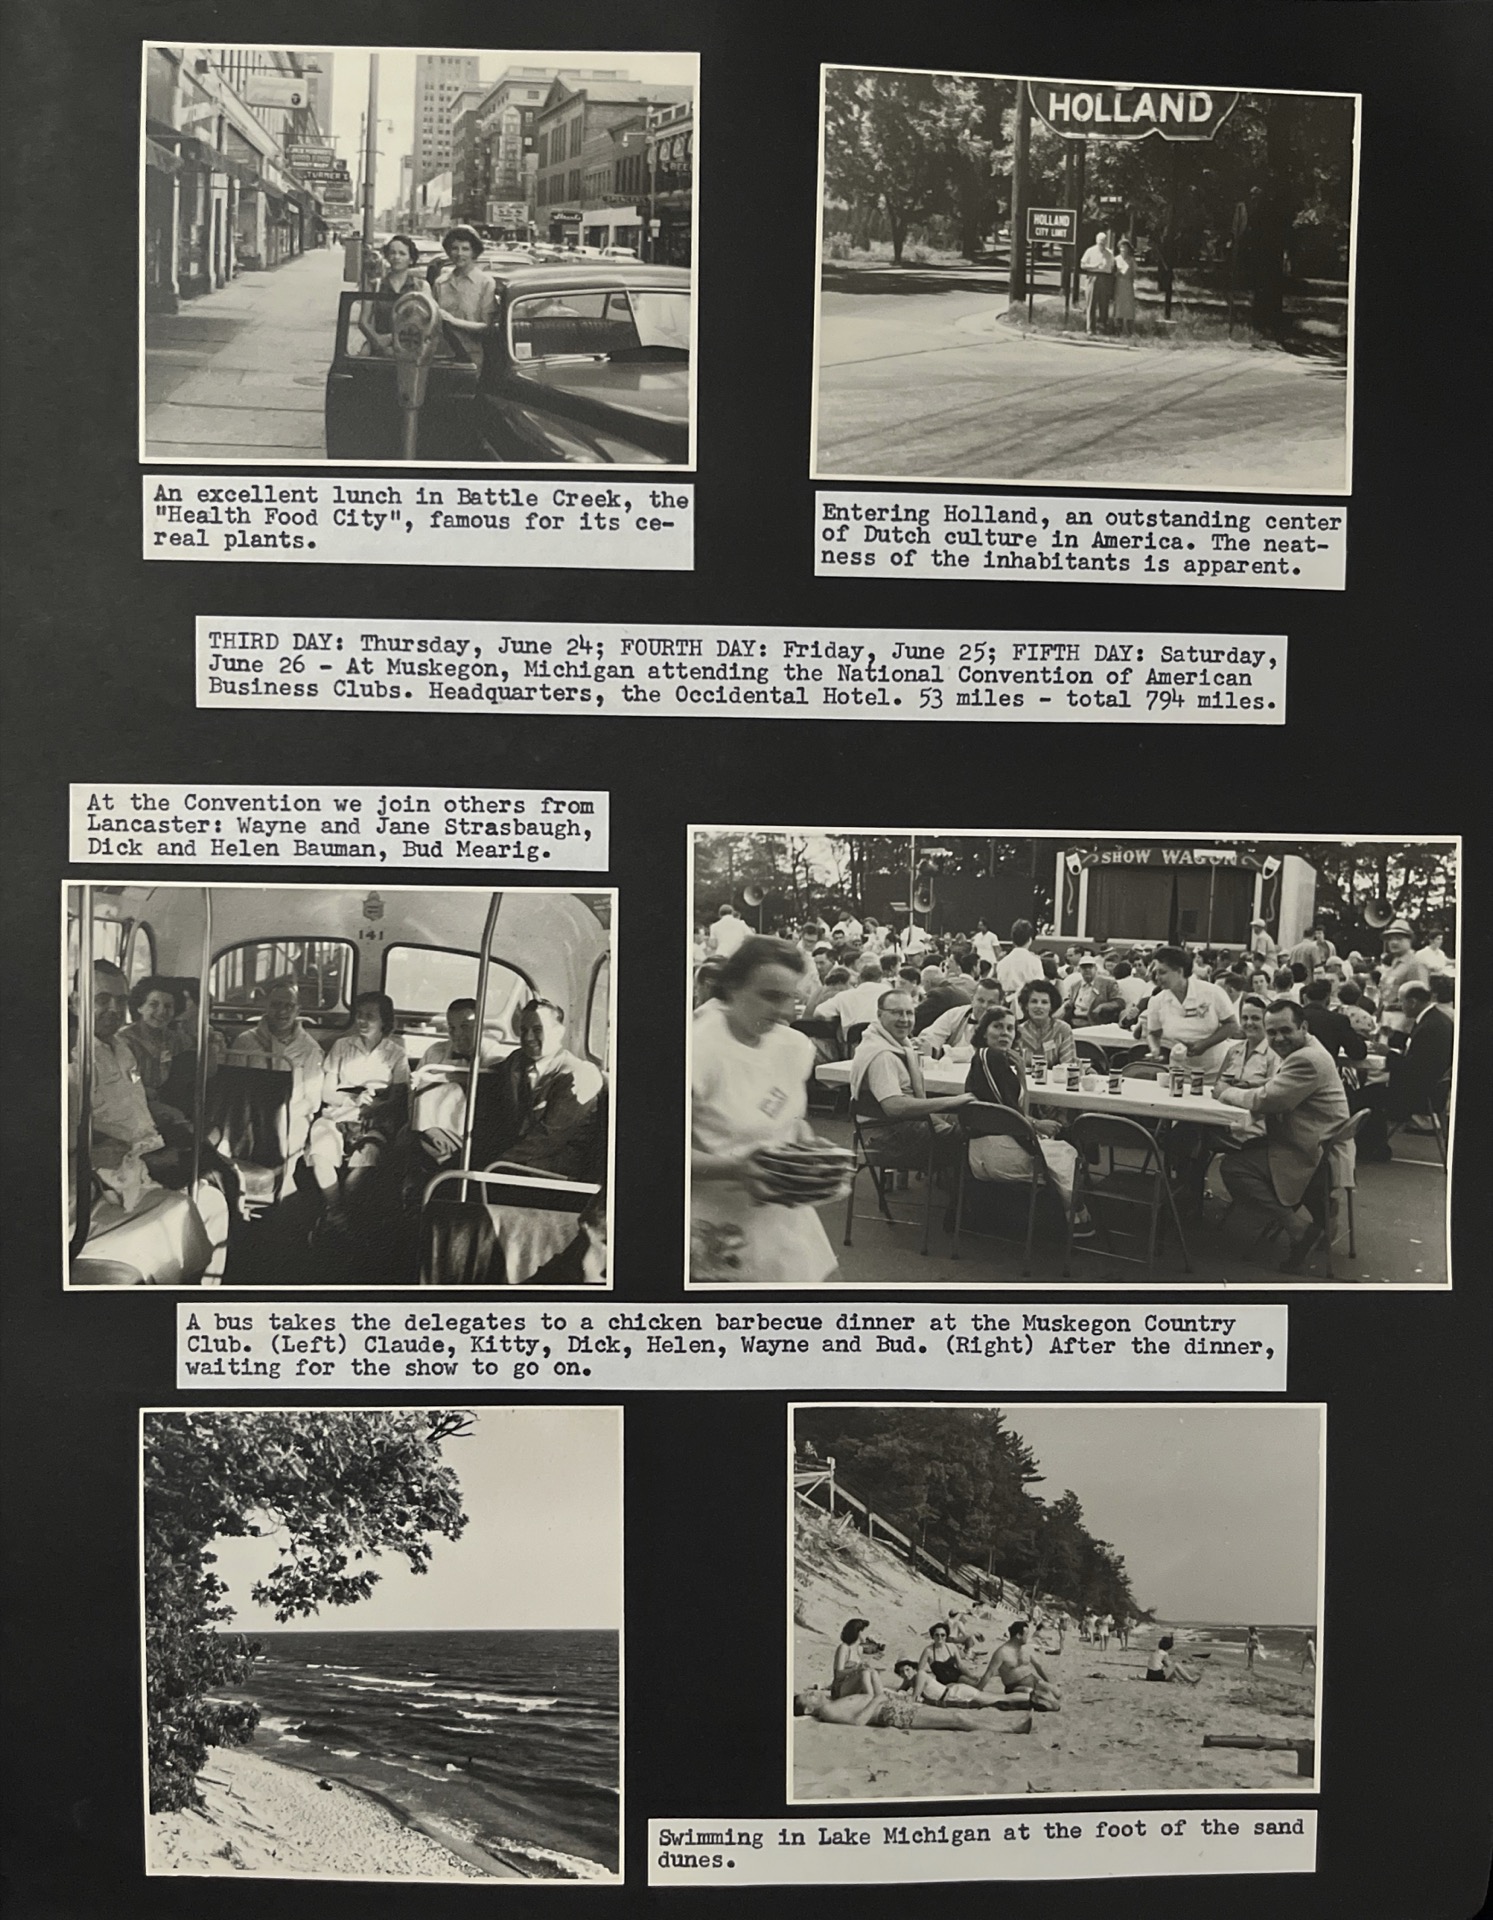 GOOD FOOD
TURNER'S
HOLLAND
HOLLAND
CITY LIMIT
An excellent lunch in Battle Creek, the
"Health Food City", famous for its ce-
real plants.
Entering Holland, an outstanding center
of Dutch culture in America. The neat-
ness of the inhabitants is apparent.
THIRD DAY: Thursday, June 24; FOURTH DAY: Friday, June 25; FIFTH DAY: Saturday,
June 26 - At Muskegon, Michigan attending the National Convention of American
Business Clubs. Headquarters, the Occidental Hotel. 53 miles - total 794 miles.
At the Convention we join others from
Lancaster: Wayne and Jane Strasbaugh,
Dick and Helen Bauman, Bud Mearig.
141
SHOW WAGON
A bus takes the delegates to a chicken barbecue dinner at the Muskegon Country
Club. (Left) Claude, Kitty, Dick, Helen, Wayne and Bud. (Right) After the dinner,
waiting for the show to go on.
Swimming in Lake Michigan at the foot of the sand
dunes.